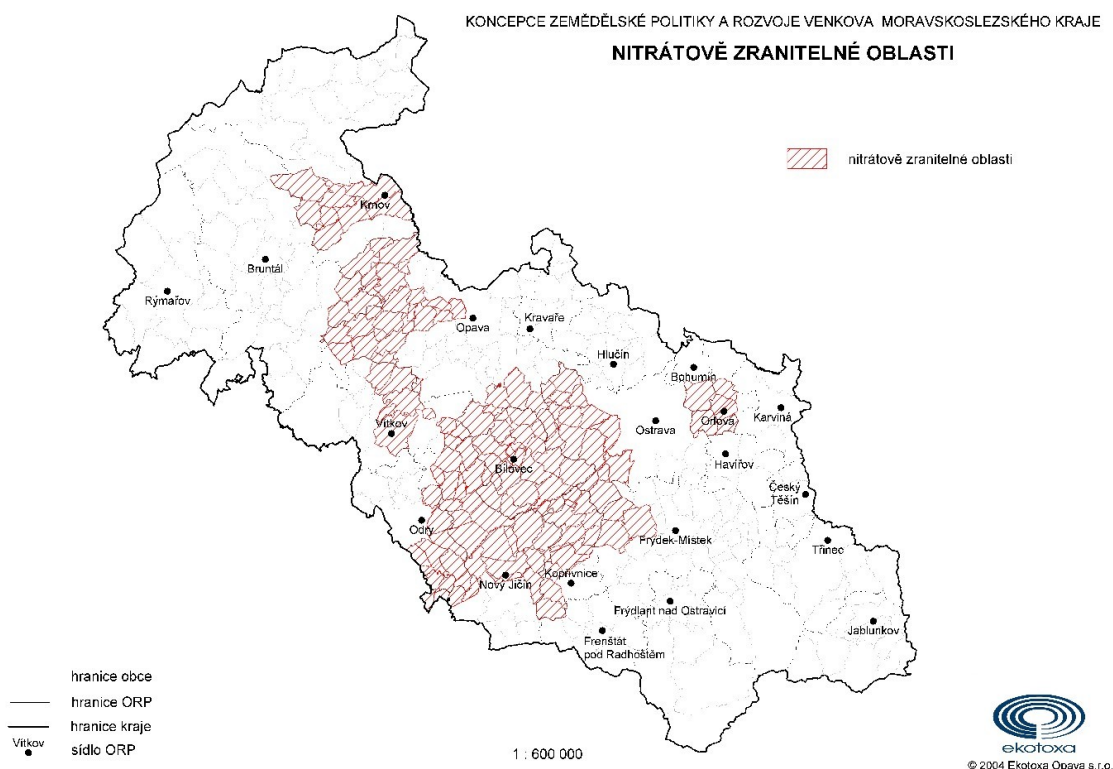 KONCEPCE ZEMĚDĚLSKÉ POLITIKY A ROZVOJE VENKOVA MORAVSKOSLEZSKÉHO KRAJE
NITRÁTOVĚ ZRANITELNÉ OBLASTI
nitrátově zranitelné oblasti
Krnov
Bruntál
Rýmařov
Opava
Kravaře
Hlučín
Bohumín
Orlová
Karviná
Ostrava
Vítkov
Bílovec
Havířov
Český
Těšín
Odry
Frýdek-Místek
Třinec
Nový Jičín
Kopřivnice
Frýdlant nad Ostravicí
Jablunkov
Frenštát
pod Radhoštěm
hranice obce
hranice ORP
hranice kraje
Vítkov
sídlo ORP
1 : 600 000
ekotoxa
© 2004 Ekotoxa Opava s.r.o.